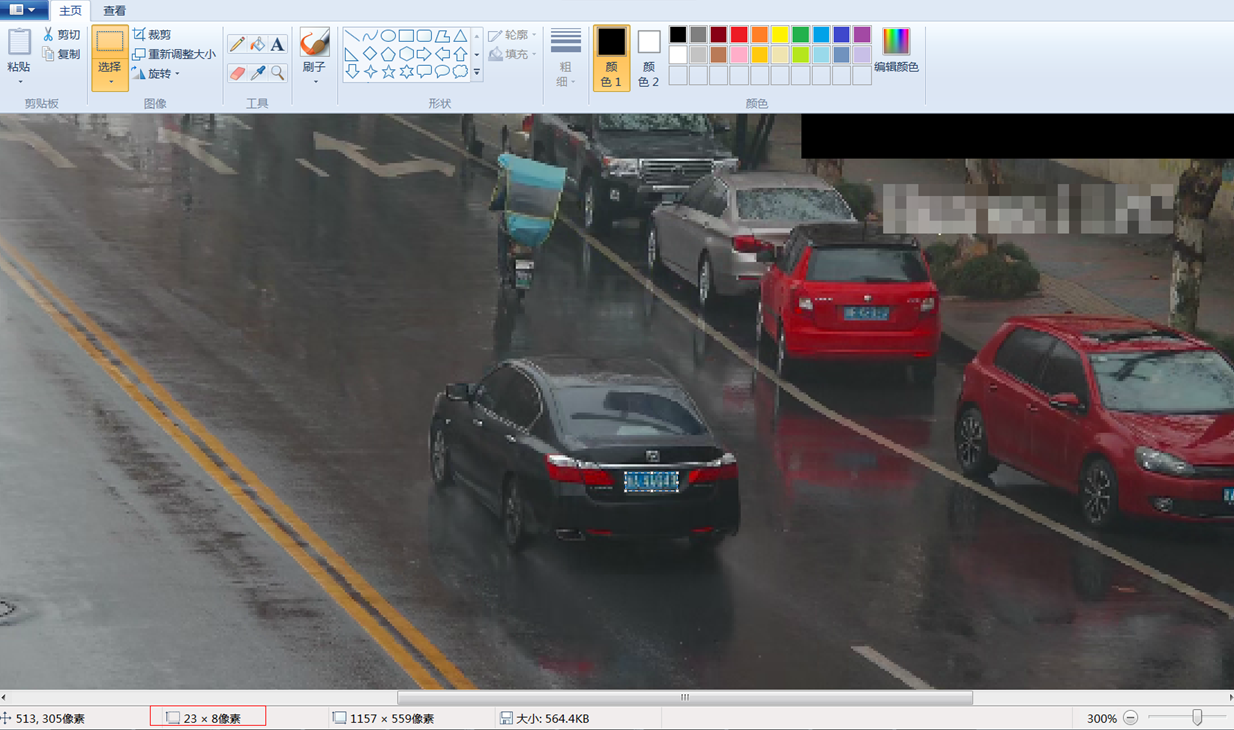 主页 查看
粘贴
剪切
复制
剪贴板
选择
裁剪
重新调整大小
旋转
图像
A
工具
刷子
形状
轮廓
填充
粗
细
颜
色 1
颜
色 2
颜色
编辑颜色
513, 305像素 23 × 8像素 1157 × 559像素 大小: 564.4KB 300%